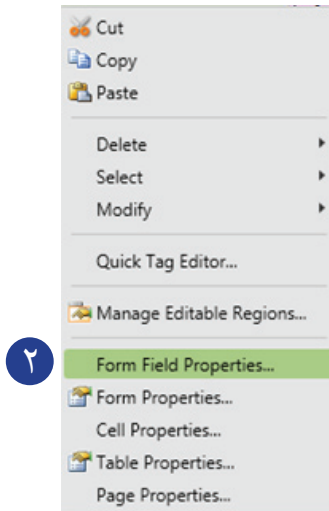 Cut
Copy
Paste
Delete
Select
Modify
Quick Tag Editor...
Manage Editable Regions...
٢
Form Field Properties...
Form Properties...
Cell Properties...
Table Properties...
Page Properties...